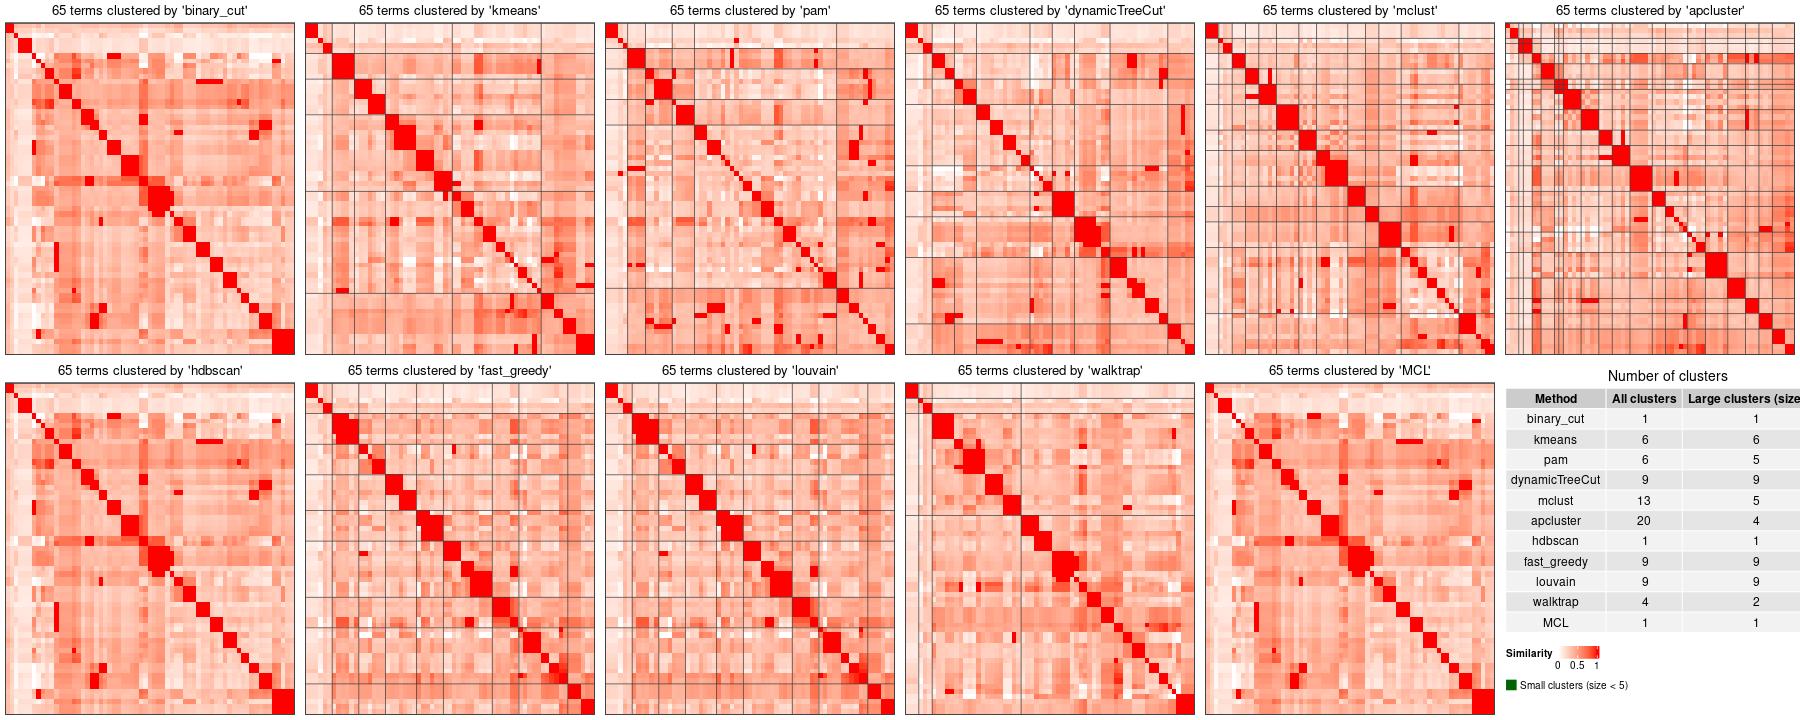 65 terms clustered by 'binary_cut'
65 terms clustered by 'kmeans'
65 terms clustered by 'pam'
65 terms clustered by 'dynamicTreeCut'
65 terms clustered by 'mclust'
65 terms clustered by 'apcluster'
65 terms clustered by 'hdbscan'
65 terms clustered by 'fast_greedy'
65 terms clustered by 'louvain'
65 terms clustered by 'walktrap'
65 terms clustered by 'MCL'
Number of clusters
Method All clusters Large clusters (size
binary_cut 1 1
kmeans 6 6
pam 6 5
dynamicTreeCut 9 9
mclust 13 5
apcluster 20 4
hdbscan 1 1
fast_greedy 9 9
louvain 9 9
walktrap 4 2
MCL 1 1
Similarity
0 0.5 1
Small clusters (size < 5)